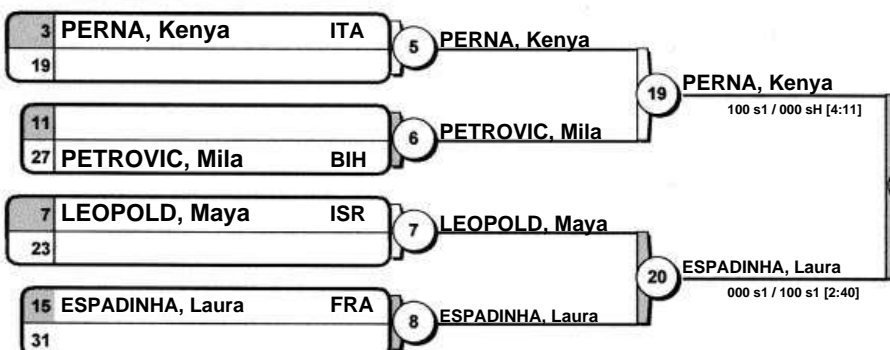 3 PERNA, Kenya ITA
19
5 PERNA, Kenya
11
27 PETROVIC, Mila BIH
6 PETROVIC, Mila
19 PERNA, Kenya
100 s1 / 000 sH [4:11]
7 LEOPOLD, Maya ISR
23
7 LEOPOLD, Maya
15 ESPADINHA, Laura FRA
31
8 ESPADINHA, Laura
20 ESPADINHA, Laura
000 s1 / 100 s1 [2:40]